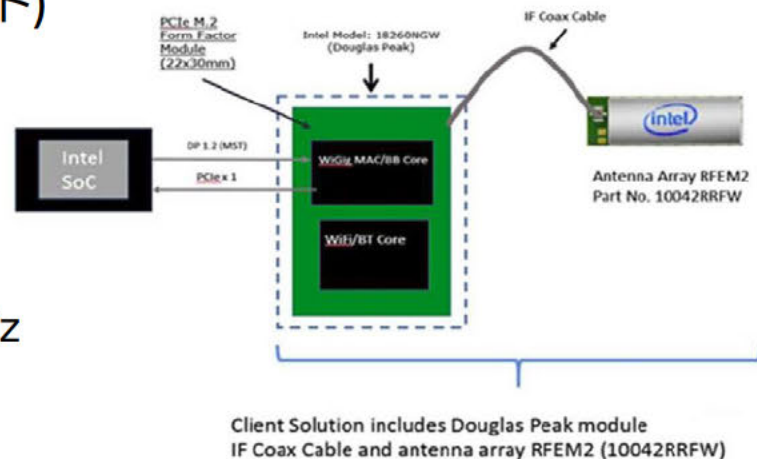 ド)
PCIe M.2
Form Factor
Module
(22x30mm)
Intel Model: 18260NGW
(Douglas Peak)
IF Coax Cable
Intel
SoC
DP 1.2 (MST)
PCIe x 1
WiGig MAC/BB Core
WiFi/BT Core
intel
Antenna Array RFEM2
Part No. 10042RRFW
z
Client Solution includes Douglas Peak module
IF Coax Cable and antenna array RFEM2 (10042RRFW)